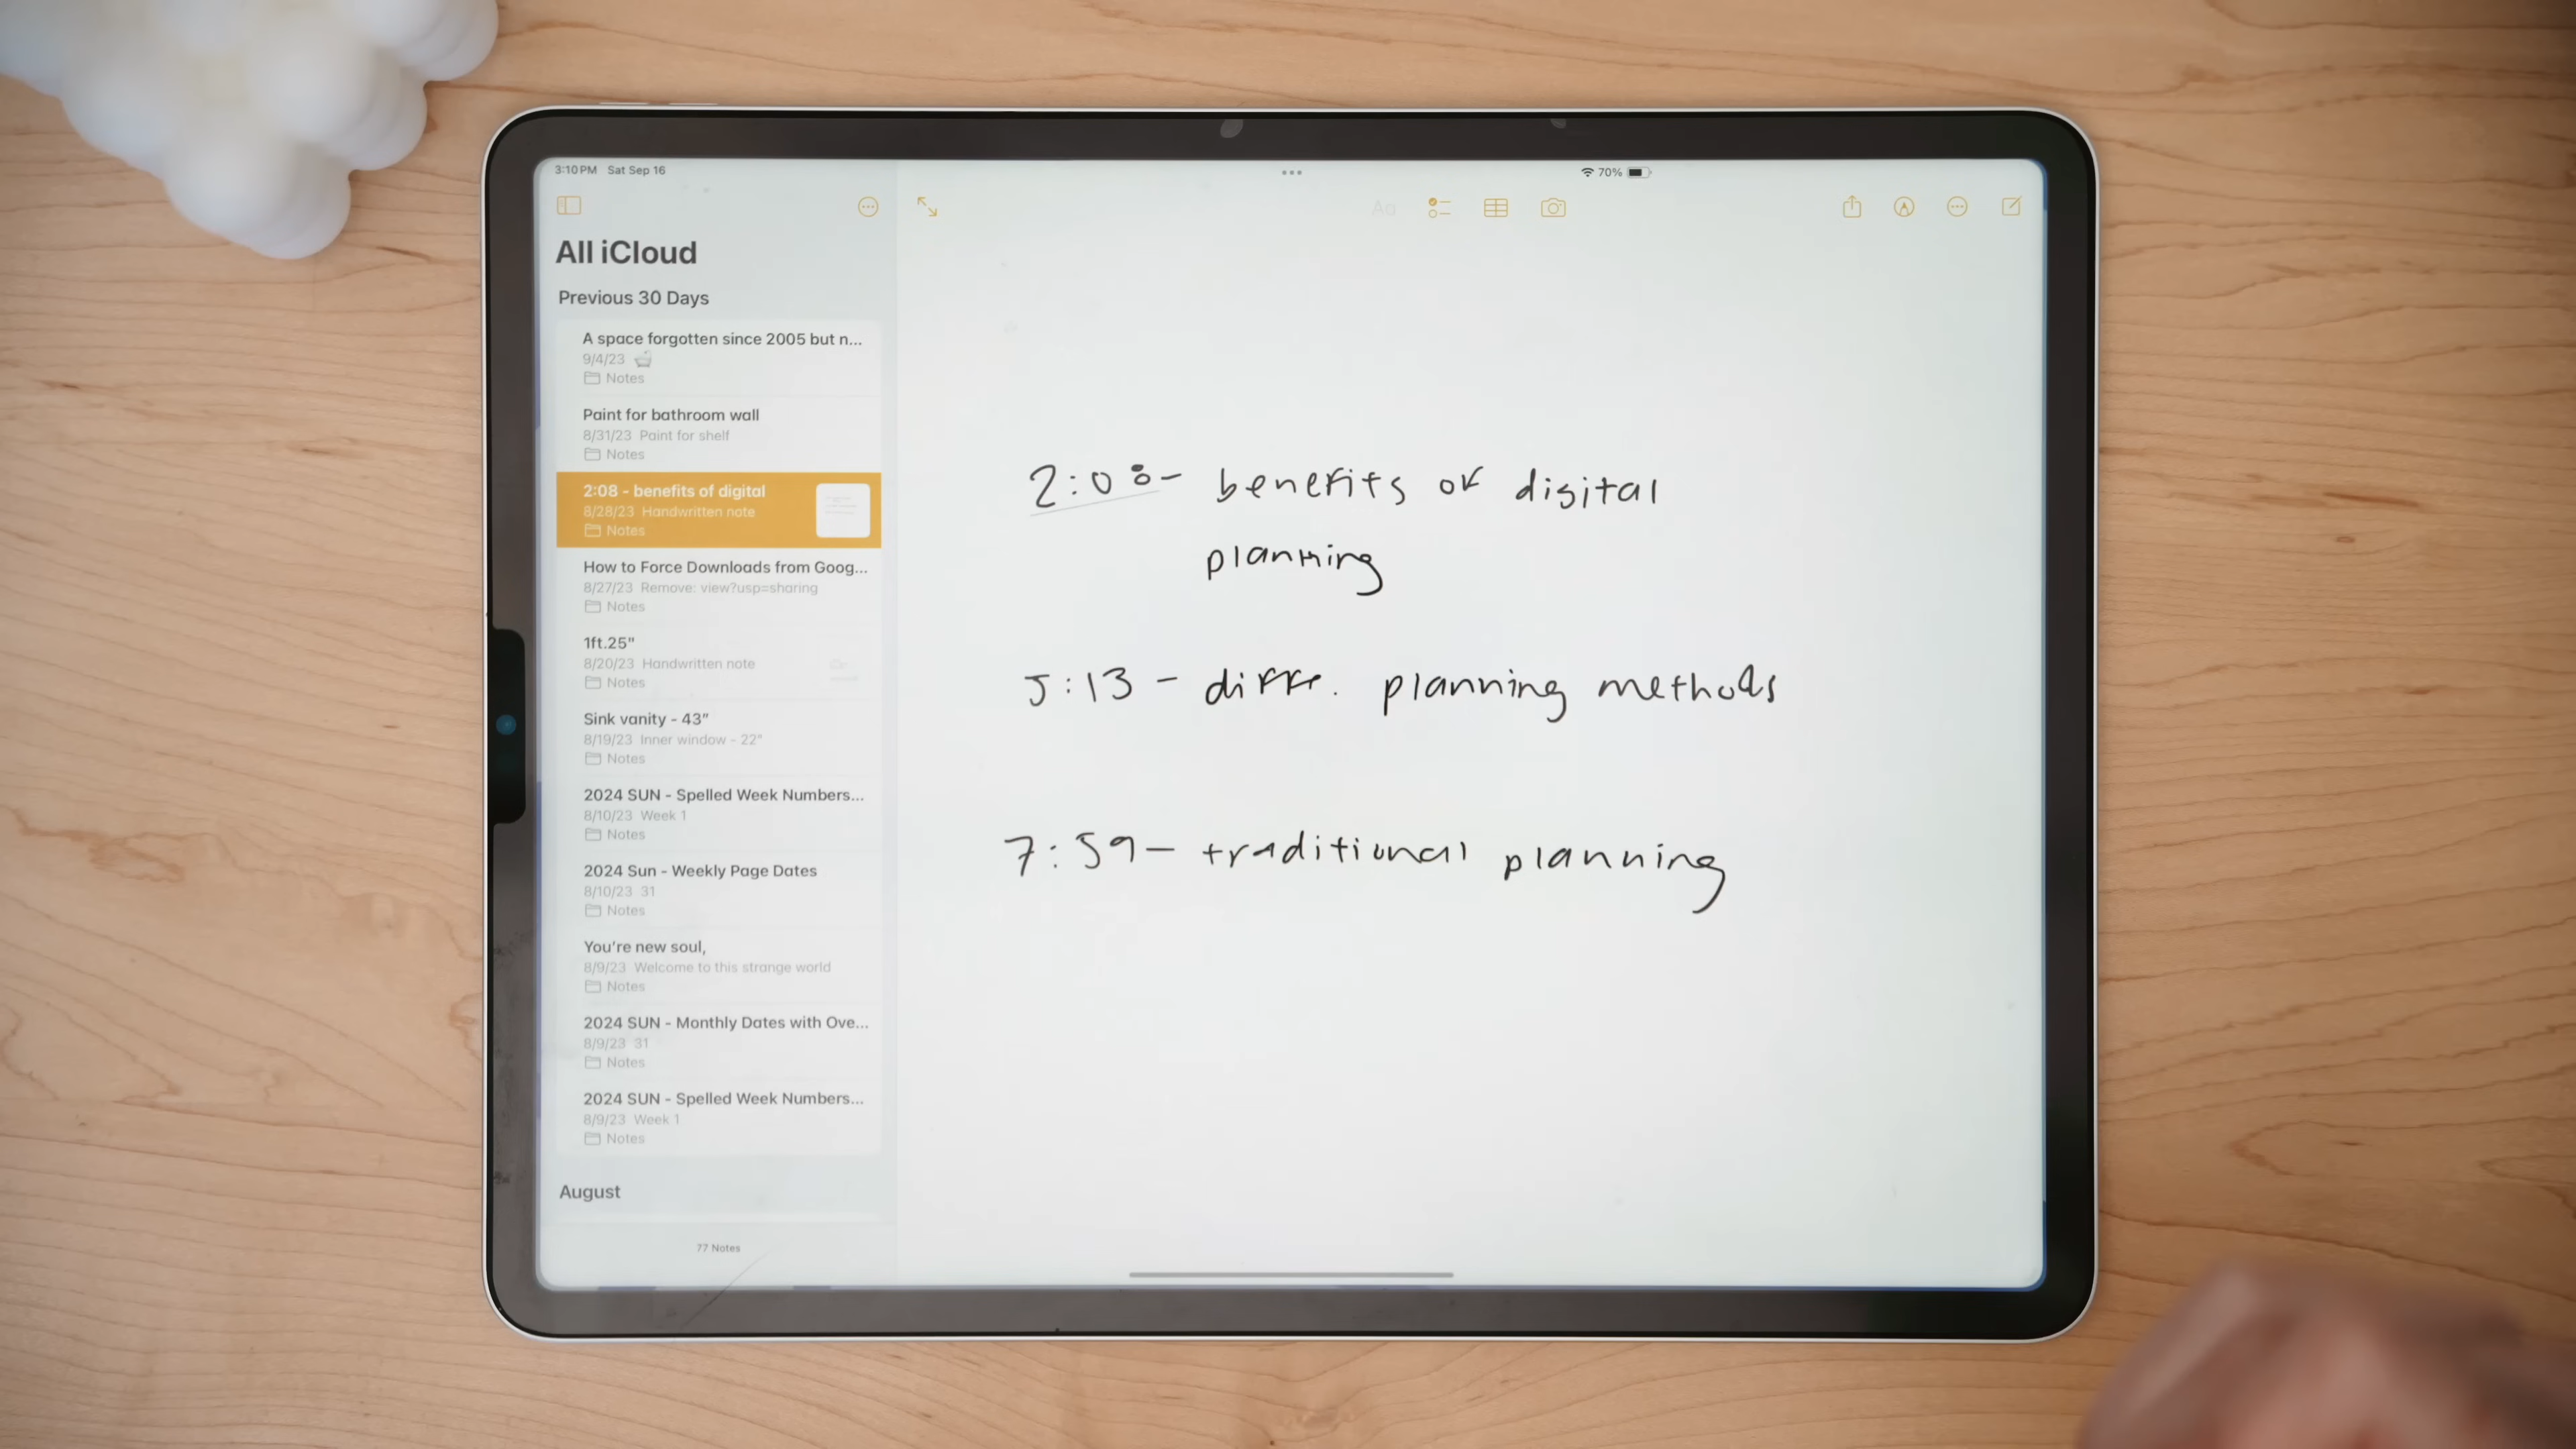 3:10 PM Sat Sep 16
70%
All iCloud
Previous 30 Days
A space forgotten since 2005 but n...
9/4/23 🛁
Notes
Paint for bathroom wall
8/31/23 Paint for shelf
Notes
2:08 - benefits of digital
8/28/23 Handwritten note
Notes
How to Force Downloads from Goog...
8/27/23 Remove: view?usp=sharing
Notes
1ft.25"
8/20/23 Handwritten note
Notes
Sink vanity - 43"
8/19/23 Inner window - 22"
Notes
2024 SUN - Spelled Week Numbers...
8/10/23 Week 1
Notes
2024 Sun - Weekly Page Dates
8/10/23 31
Notes
You're new soul,
8/9/23 Welcome to this strange world
Notes
2024 SUN - Monthly Dates with Ove...
8/9/23 31
Notes
2024 SUN - Spelled Week Numbers...
8/9/23 Week 1
Notes
August
77 Notes
Aa
2:08 - benefits of digital
planning
5:13 - diffr. planning methods
7:59 - traditional planning